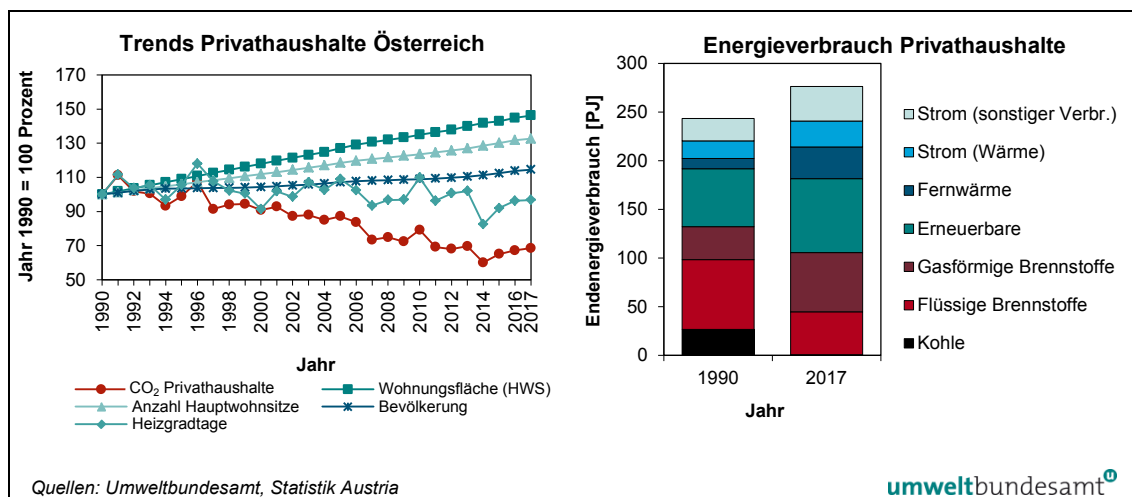 Trends Privathaushalte Österreich
Jahr 1990 = 100 Prozent
170
150
130
110
90
70
50
1990
1992
1994
1996
1998
2000
2002
2004
2006
2008
2010
2012
2014
2016
2017
Jahr
CO₂ Privathaushalte
Wohnungsfläche (HWS)
Anzahl Hauptwohnsitze
Bevölkerung
Heizgradtage
Energieverbrauch Privathaushalte
Endenergieverbrauch [PJ]
300
250
200
150
100
50
0
1990
2017
Jahr
Strom (sonstiger Verbr.)
Strom (Wärme)
Fernwärme
Erneuerbare
Gasförmige Brennstoffe
Flüssige Brennstoffe
Kohle
Quellen: Umweltbundesamt, Statistik Austria
umweltbundesamt ᵁ